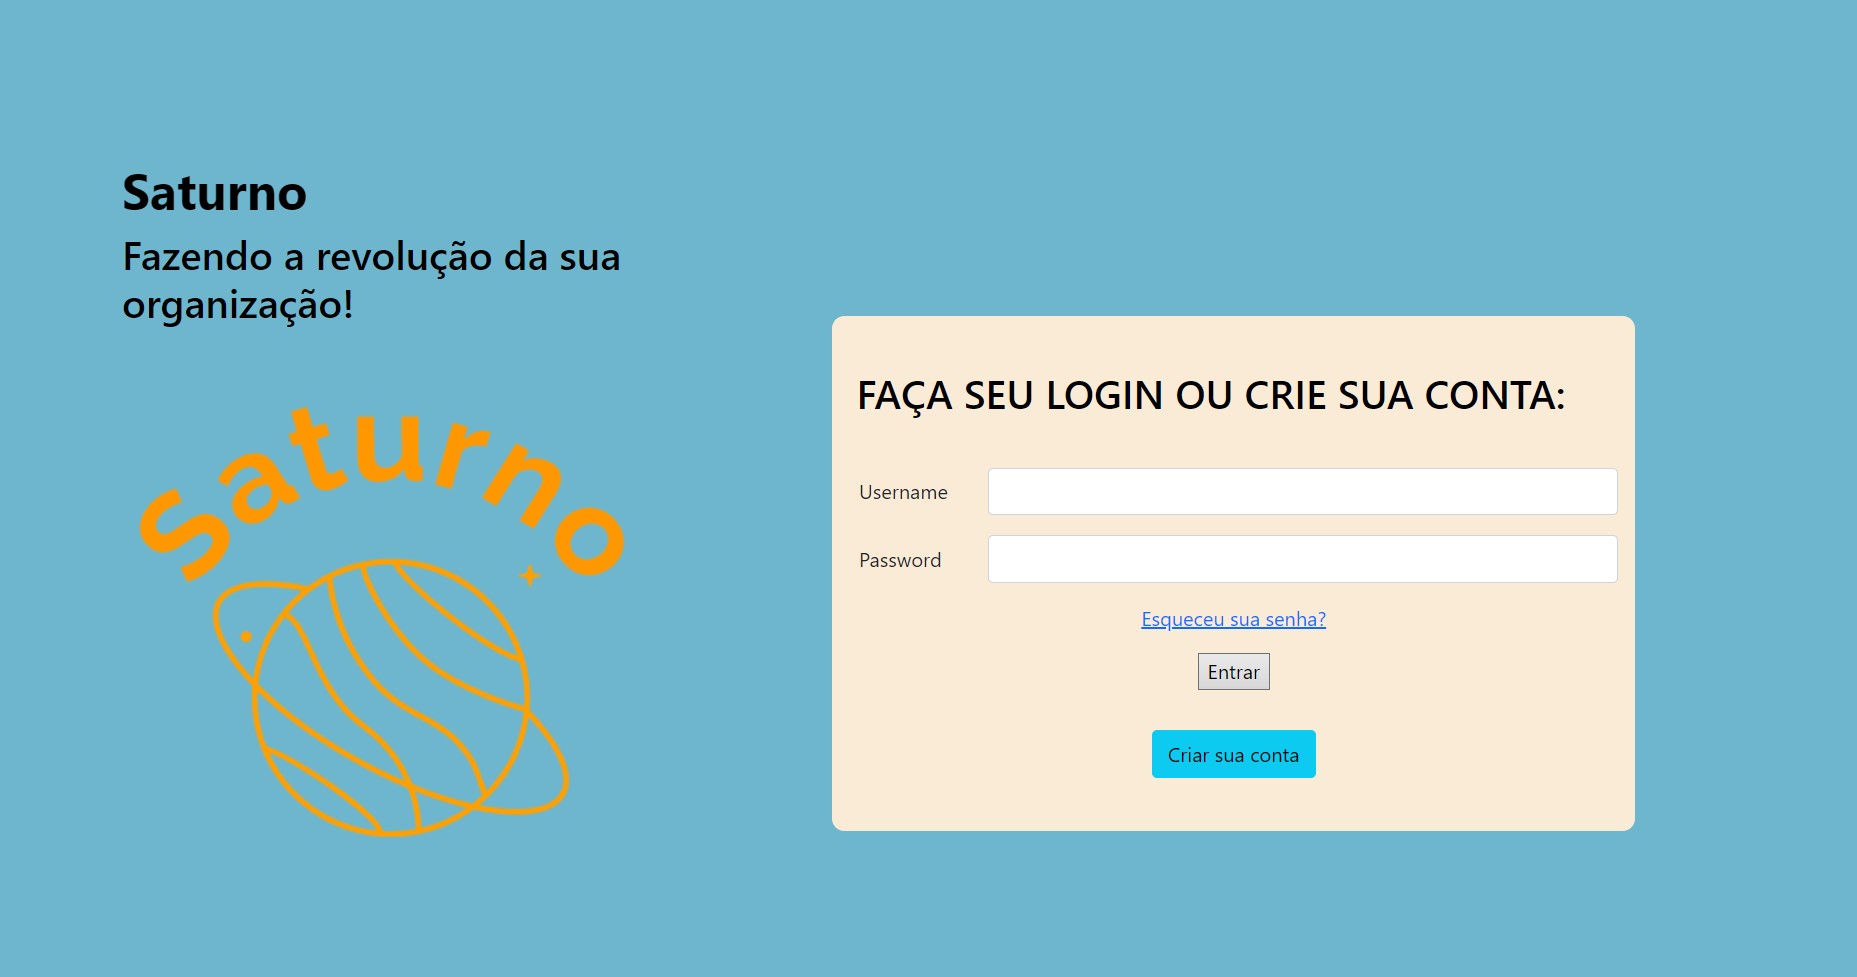 Saturno
Fazendo a revolução da sua
organização!
Saturno
FAÇA SEU LOGIN OU CRIE SUA CONTA:
Username
Password
Esqueceu sua senha?
Entrar
Criar sua conta